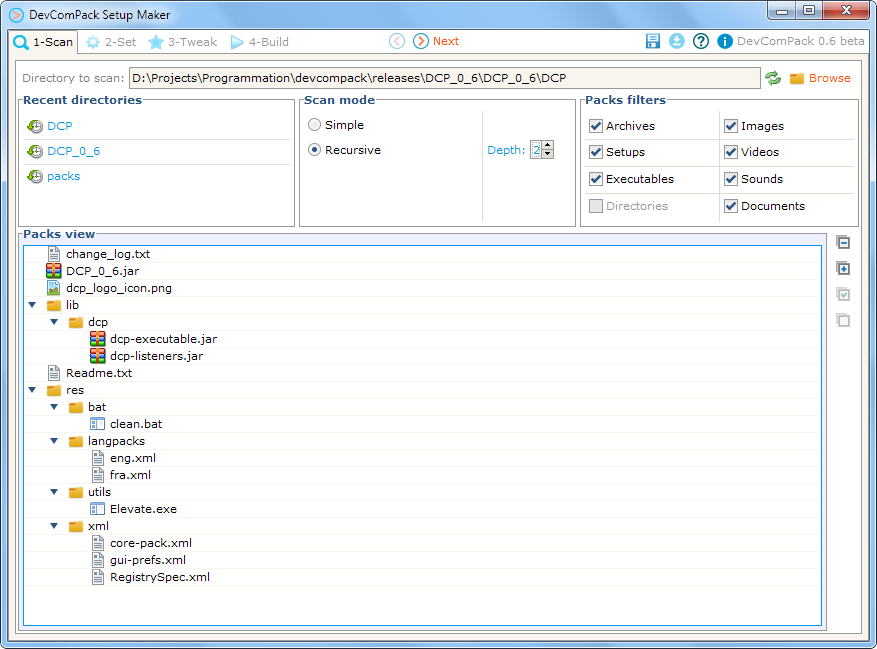 DevComPack Setup Maker
1-Scan 2-Set 3-Tweak 4-Build Next DevComPack 0.6 beta
Directory to scan: D:\Projects\Programmation\devcompack\releases\DCP_0_6\DCP_0_6\DCP Browse
Recent directories
DCP
DCP_0_6
packs
Scan mode
Simple
Recursive
Depth: 2
Packs filters
Archives Images
Setups Videos
Executables Sounds
Directories Documents
Packs view
change_log.txt
DCP_0_6.jar
dcp_logo_icon.png
lib
dcp
dcp-executable.jar
dcp-listeners.jar
Readme.txt
res
bat
clean.bat
langpacks
eng.xml
fra.xml
utils
Elevate.exe
xml
core-pack.xml
gui-prefs.xml
RegistrySpec.xml